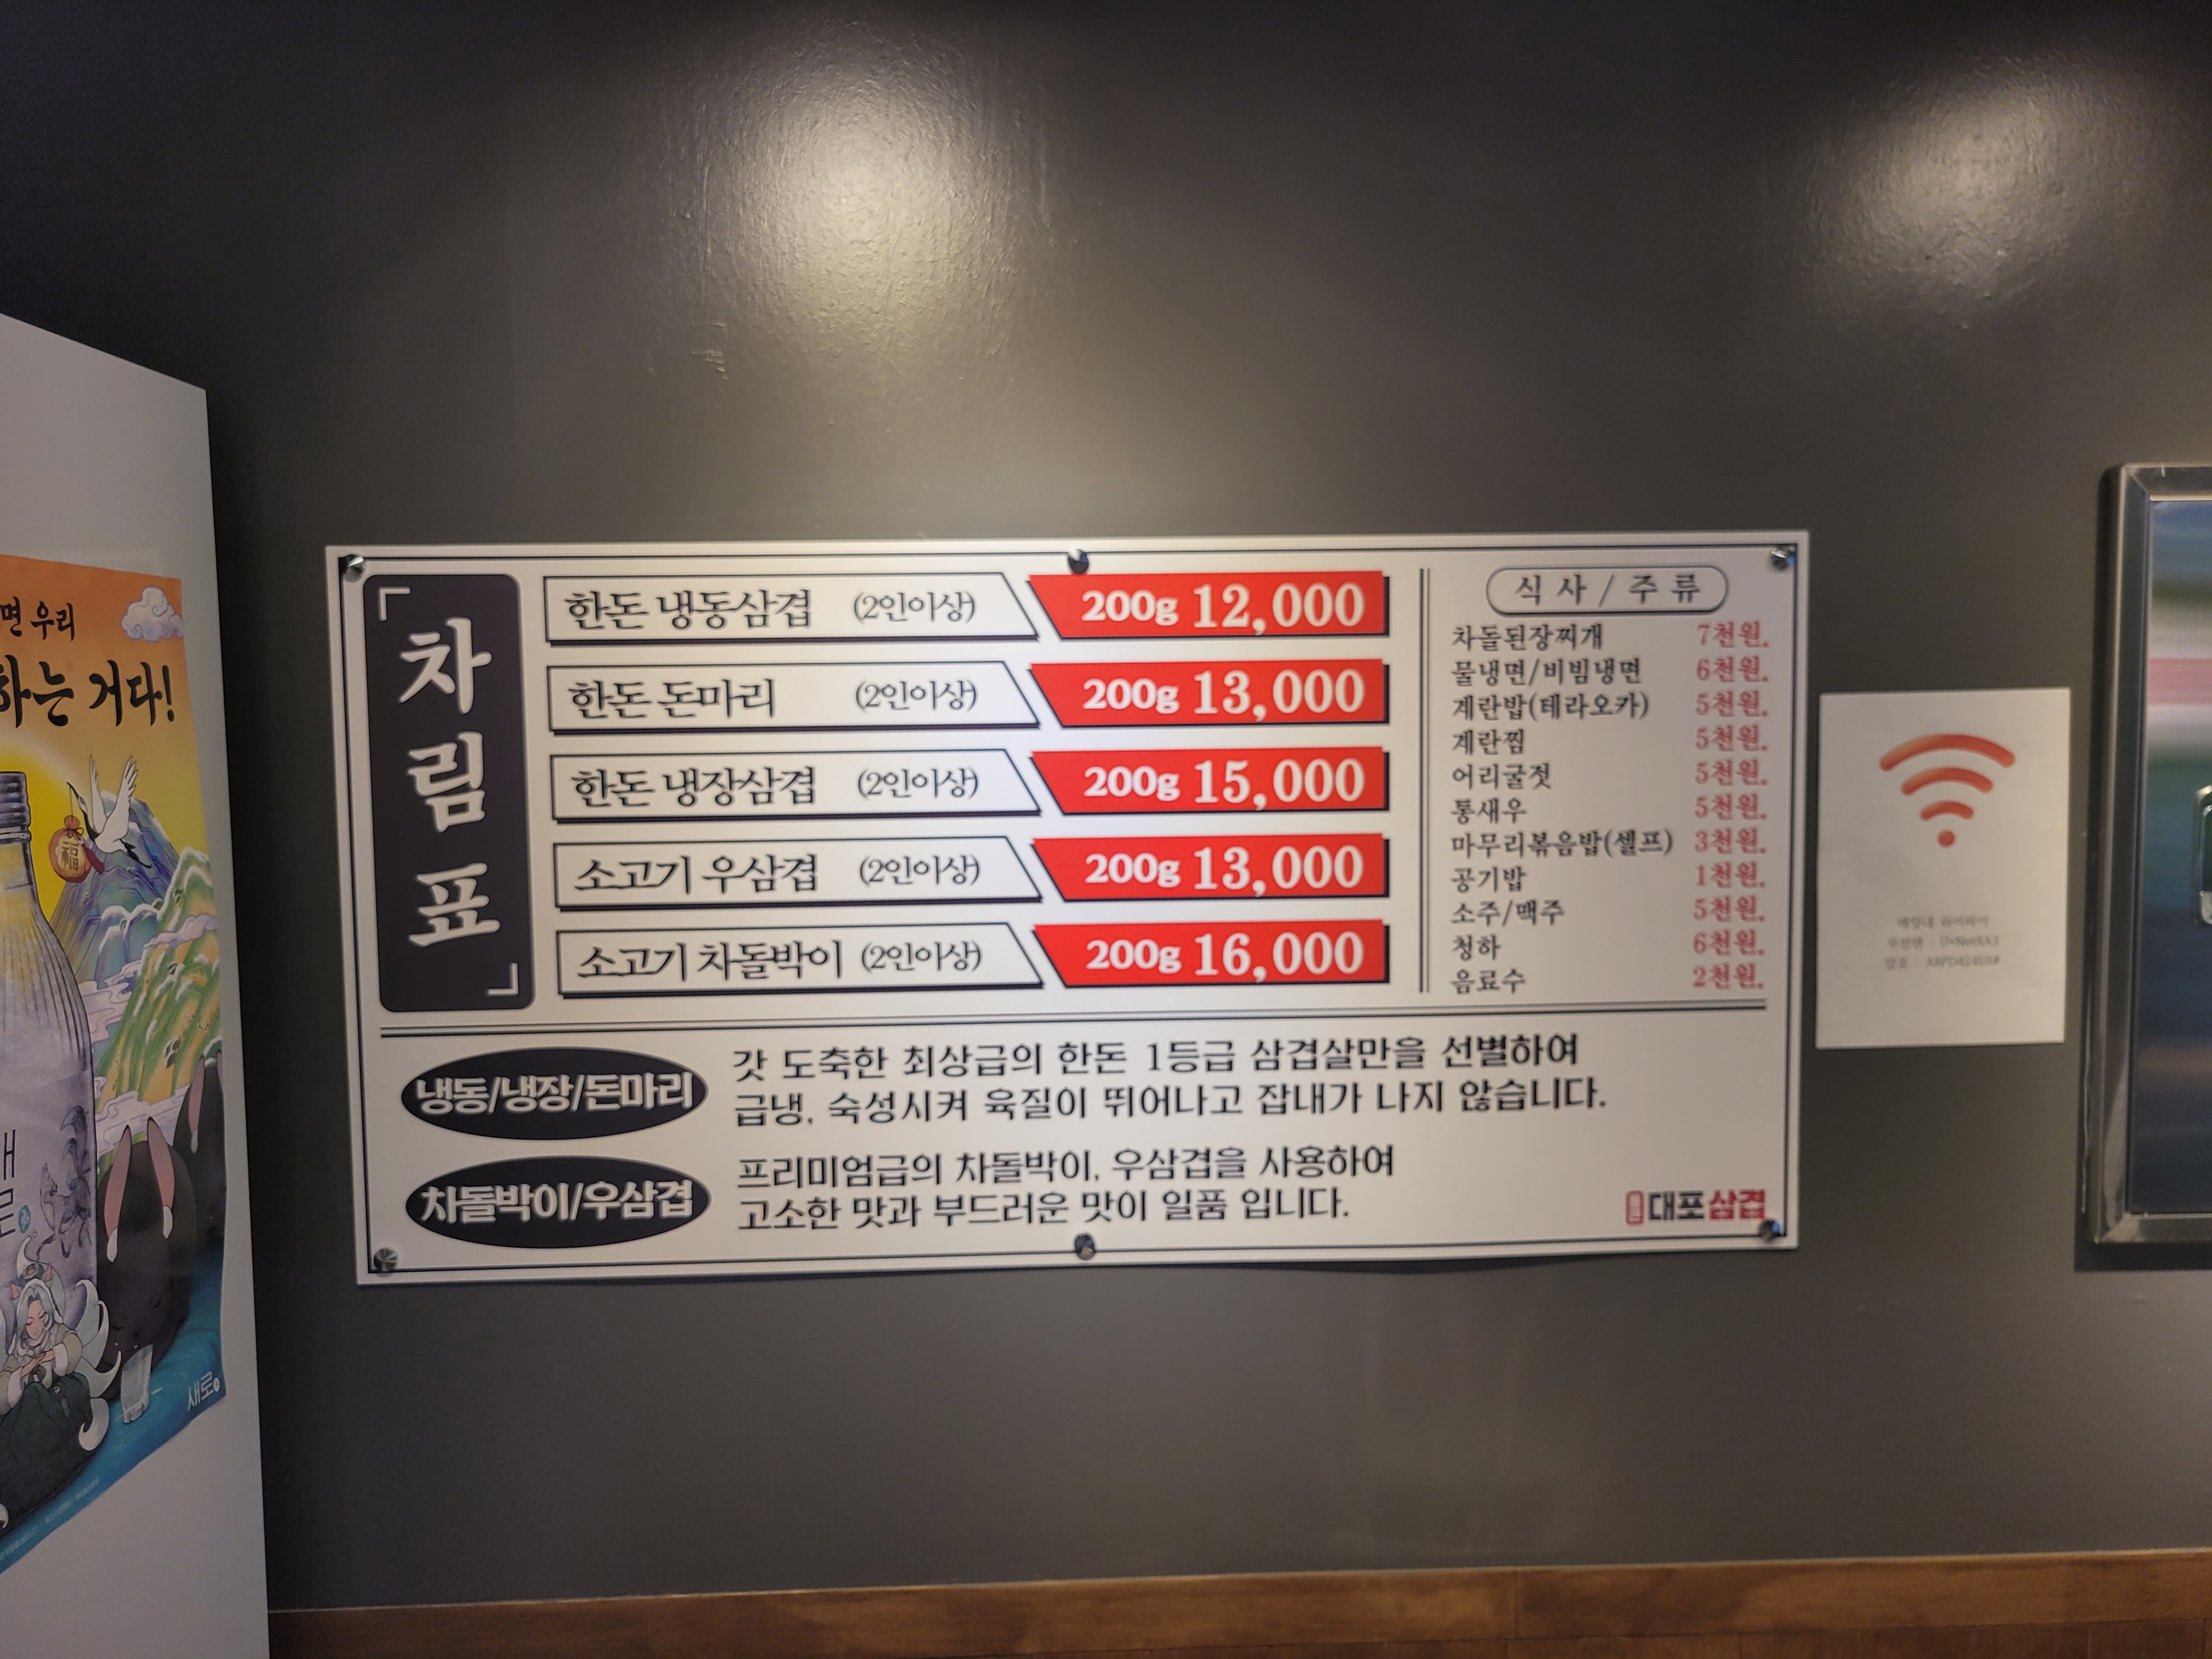 면 우리
하는 거다!
福
새로
차림표
한돈 냉동삼겹 (2인이상) 200g 12,000
한돈 돈마리 (2인이상) 200g 13,000
한돈 냉장삼겹 (2인이상) 200g 15,000
소고기 우삼겹 (2인이상) 200g 13,000
소고기 차돌박이 (2인이상) 200g 16,000
식사/주류
차돌된장찌개 7천원.
물냉면/비빔냉면 6천원.
계란밥(테라오카) 5천원.
계란찜 5천원.
어리굴젓 5천원.
통새우 5천원.
마무리볶음밥(셀프) 3천원.
공기밥 1천원.
소주/맥주 5천원.
청하 6천원.
음료수 2천원.
냉동/냉장/돈마리
갓 도축한 최상급의 한돈 1등급 삼겹살만을 선별하여
급냉, 숙성시켜 육질이 뛰어나고 잡내가 나지 않습니다.
차돌박이/우삼겹
프리미엄급의 차돌박이, 우삼겹을 사용하여
고소한 맛과 부드러운 맛이 일품 입니다.
대포삼겹